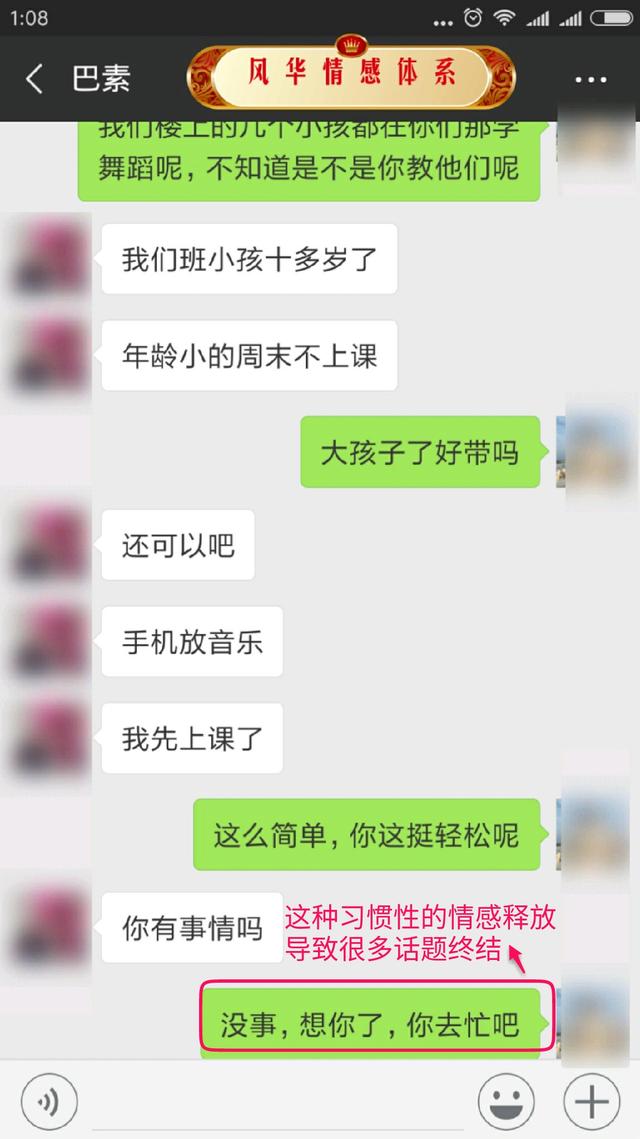 1:08
巴素
风华情感体系
我们楼上的几个小孩都在你们那学
舞蹈呢，不知道是不是你教他们呢
我们班小孩十多岁了
年龄小的周末不上课
大孩子了好带吗
还可以吧
手机放音乐
我先上课了
这么简单，你这挺轻松呢
你有事情吗
这种习惯性的情感释放
导致很多话题终结
没事，想你了，你去忙吧